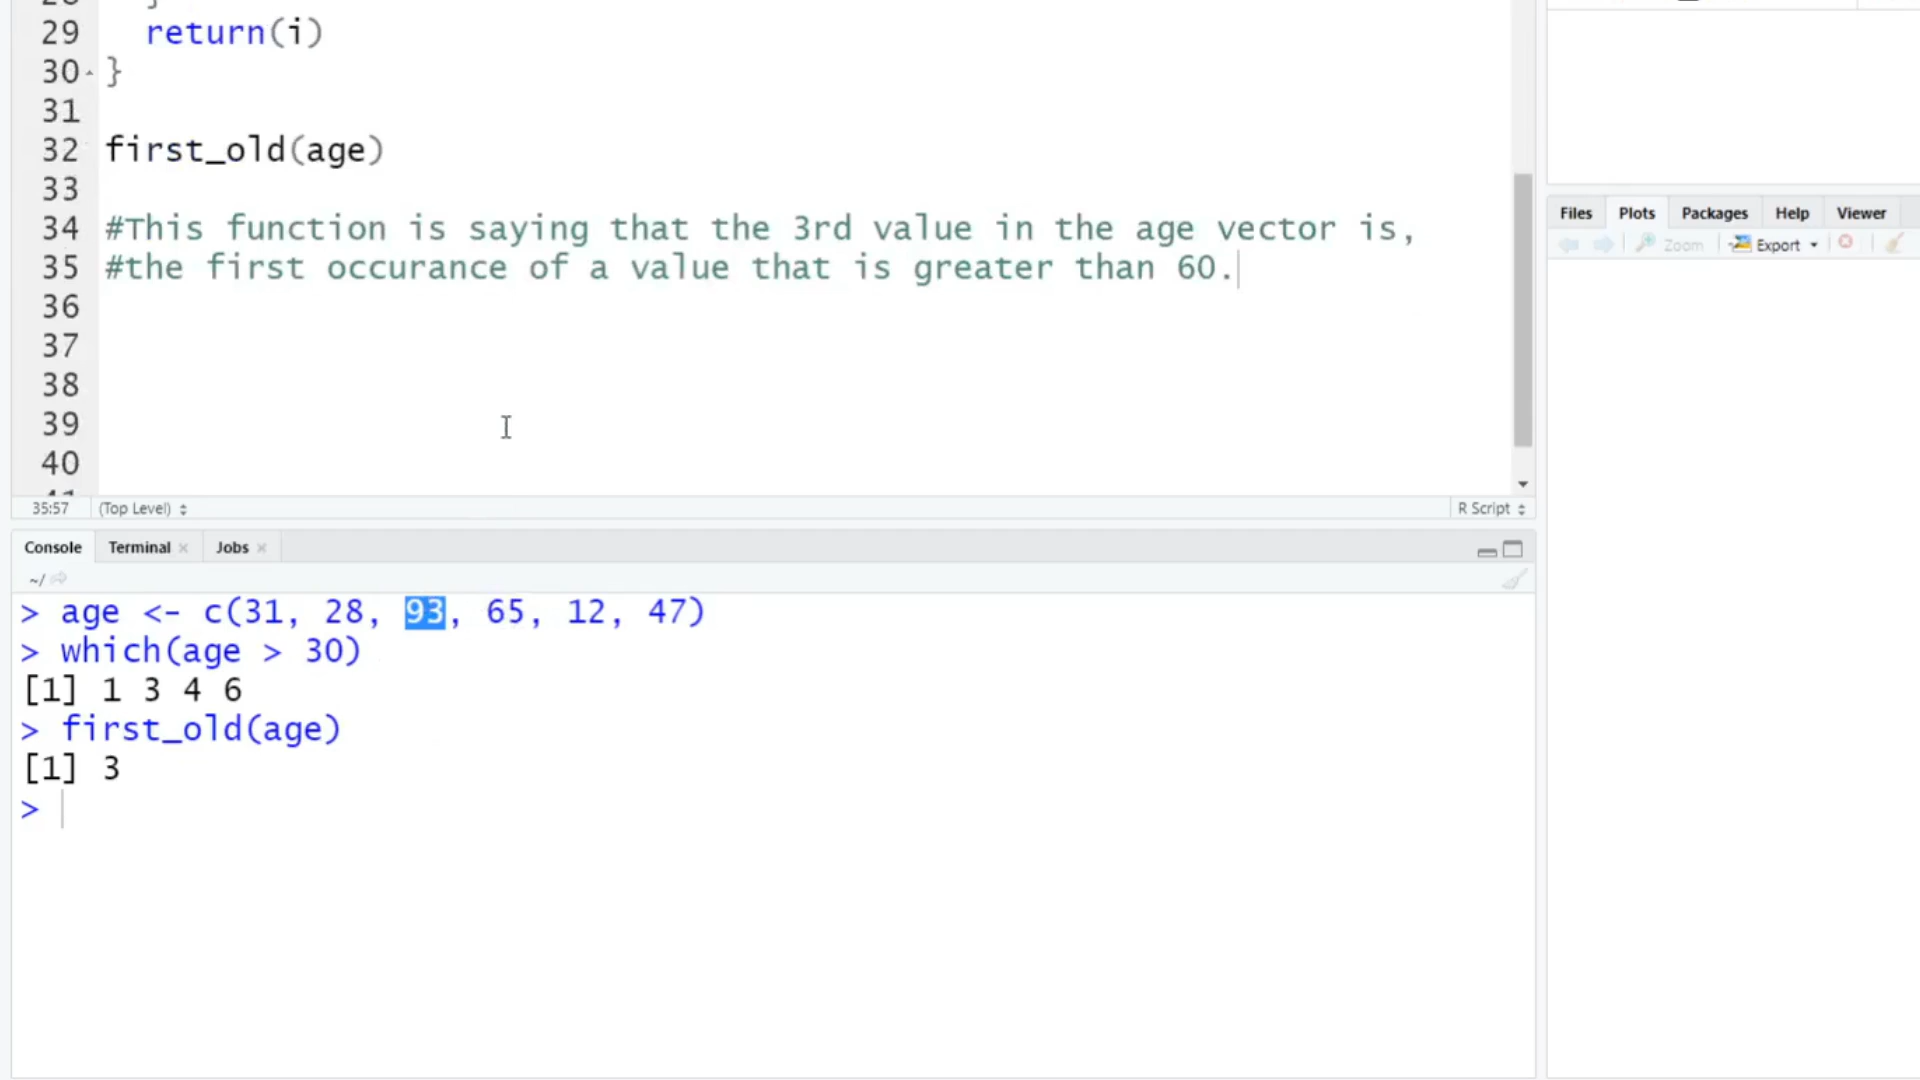 29 return(i)
30 }
31
32 first_old(age)
33
34 #This function is saying that the 3rd value in the age vector is,
35 #the first occurance of a value that is greater than 60.
36
37
38
39
40
35:57 (Top Level) R Script
Console Terminal Jobs
~/
> age <- c(31, 28, 93, 65, 12, 47)
> which(age > 30)
[1] 1 3 4 6
> first_old(age)
[1] 3
>
Files Plots Packages Help Viewer
Zoom Export